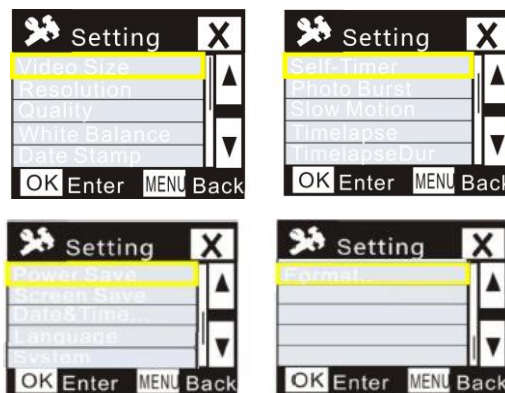 Setting X
Video Size
Resolution
Quality
White Balance
Date Stamp
OK Enter MENU Back
Setting X
Self-Timer
Photo Burst
Slow Motion
Timelapse
TimelapseDur
OK Enter MENU Back
Setting X
Power Save
Screen Save
Date&Time...
Language
System
OK Enter MENU Back
Setting X
Format...
OK Enter MENU Back